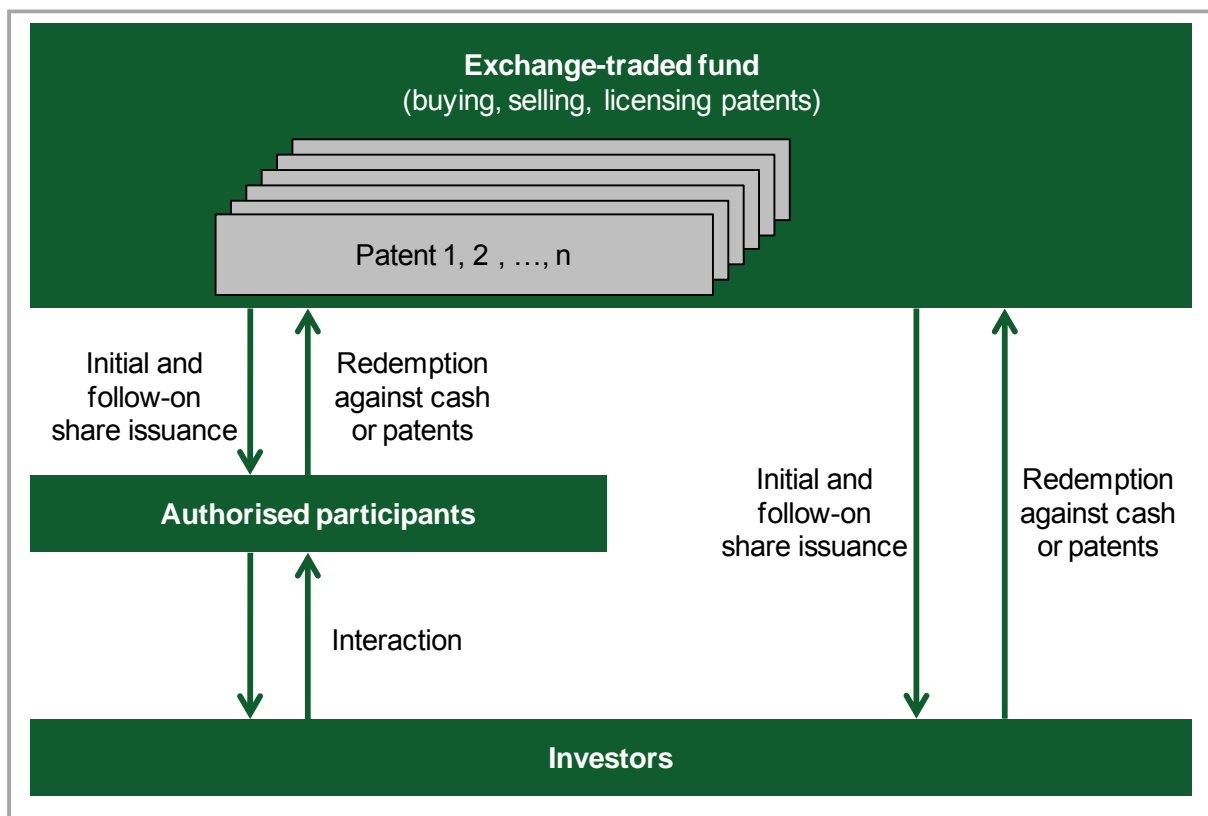 Exchange-traded fund
(buying, selling, licensing patents)
Patent 1, 2 , …, n
Initial and
follow-on
share issuance
Redemption
against cash
or patents
Authorised participants
Initial and
follow-on
share issuance
Redemption
against cash
or patents
Interaction
Investors